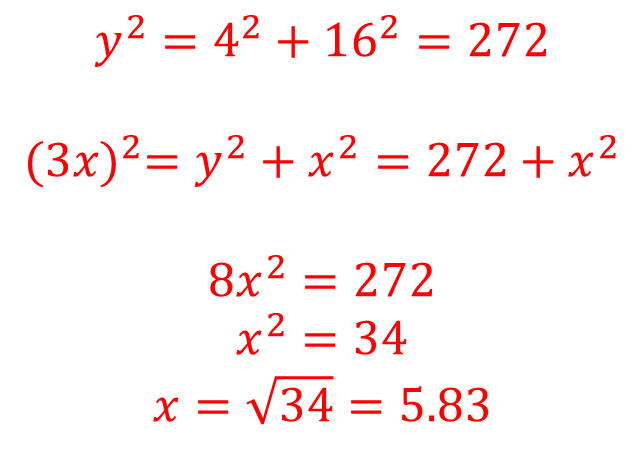 y² = 4² + 16² = 272
(3x)²= y² + x² = 272 + x²
8x² = 272
x² = 34
x = √34 = 5.83